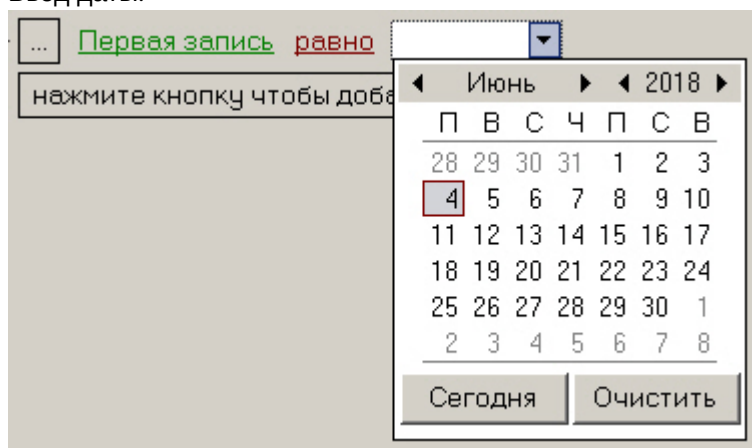 ... Первая запись равно
нажмите кнопку чтобы доба
Июнь 2018
П В С Ч П С В
28 29 30 31 1 2 3
4 5 6 7 8 9 10
11 12 13 14 15 16 17
18 19 20 21 22 23 24
25 26 27 28 29 30 1
2 3 4 5 6 7 8
Сегодня Очистить